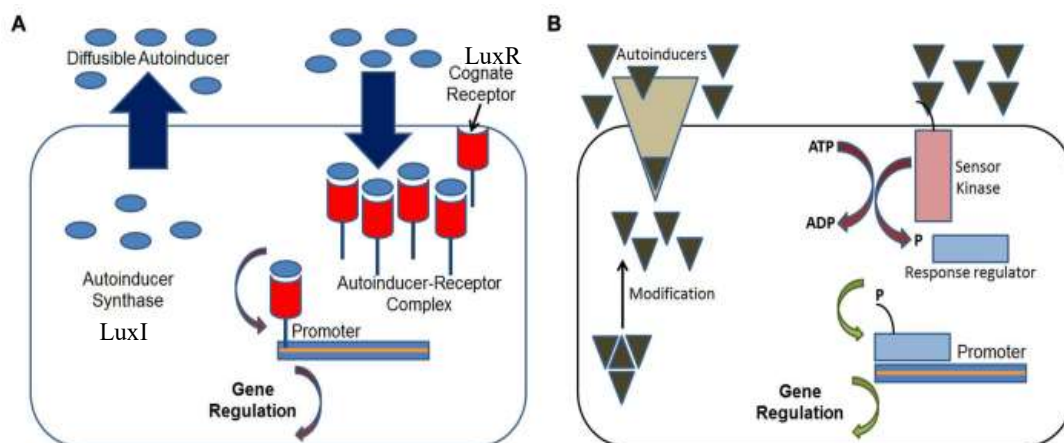 A
Diffusible Autoinducer
LuxR
Cognate
Receptor
Autoinducer
Synthase
LuxI
Autoinducer-Receptor
Complex
Promoter
Gene
Regulation
B
Autoinducers
ATP
ADP
P
Sensor
Kinase
Response regulator
Modification
P
Promoter
Gene
Regulation